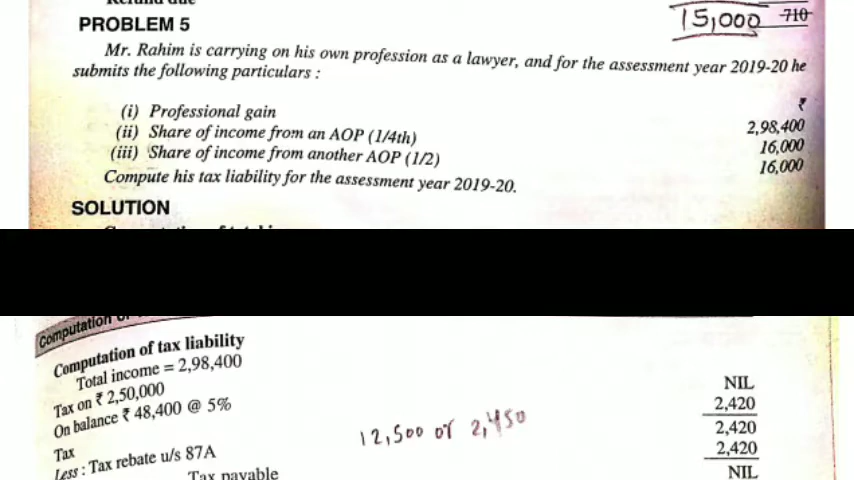 15,000 710
PROBLEM 5
Mr. Rahim is carrying on his own profession as a lawyer, and for the assessment year 2019-20 he
submits the following particulars :
₹
(i) Professional gain 2,98,400
(ii) Share of income from an AOP (1/4th) 16,000
(iii) Share of income from another AOP (1/2) 16,000
Compute his tax liability for the assessment year 2019-20.
SOLUTION
Computation
Computation of tax liability
Total income = 2,98,400
Tax on ₹ 2,50,000 NIL
On balance ₹ 48,400 @ 5% 2,420
Tax 2,420
12,500 or 2,450
Less : Tax rebate u/s 87A 2,420
Tax payable NIL